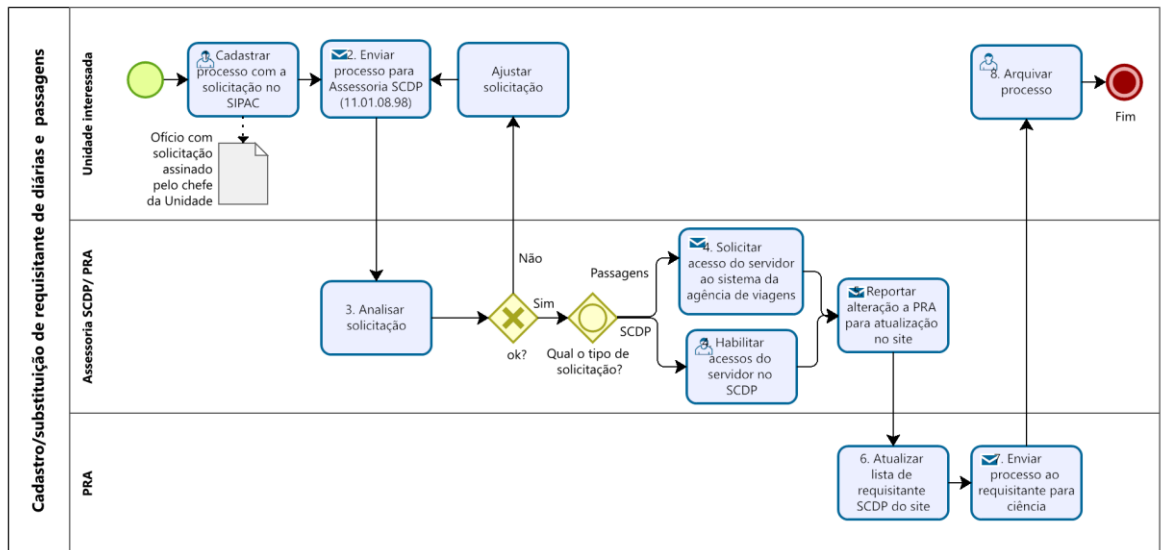 Cadastro/substituição de requisitante de diárias e passagens
Unidade interessada
Cadastrar
processo com a
solicitação no
SIPAC
2. Enviar
processo para
Assessoria SCDP
(11.01.08.98)
Ajustar
solicitação
8. Arquivar
processo
Fim
Ofício com
solicitação
assinado
pelo chefe
da Unidade
Assessoria SCDP/ PRA
3. Analisar
solicitação
Não
ok?
Sim
Qual o tipo de
solicitação?
Passagens
SCDP
4. Solicitar
acesso do servidor
ao sistema da
agência de viagens
Habilitar
acessos do
servidor no
SCDP
Reportar
alteração a PRA
para atualização
no site
PRA
6. Atualizar
lista de
requisitante
SCDP do site
7. Enviar
processo ao
requisitante para
ciência